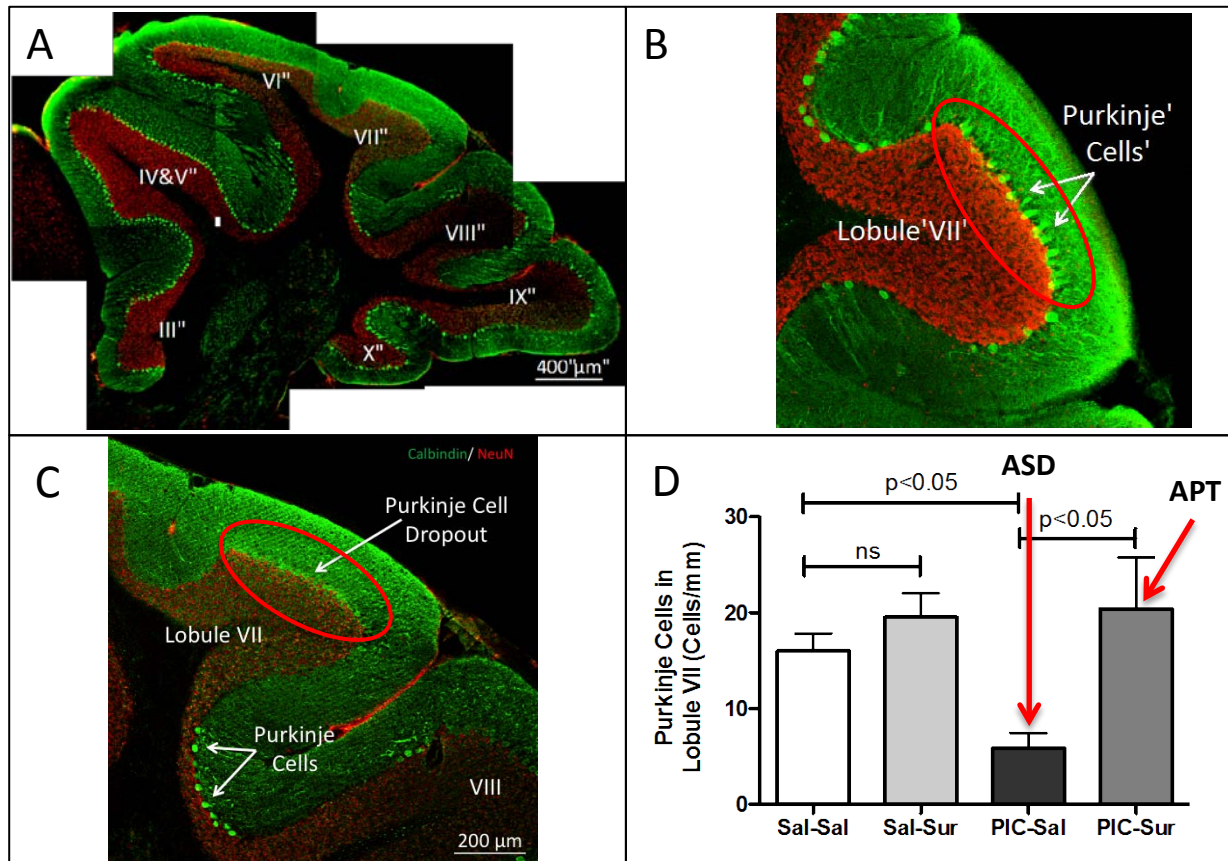 A
VI"
VII"
IV&V"
VIII"
IX"
III"
X"
400"µm"
B
Purkinje'
Cells'
Lobule'VII'
C
Calbindin/ NeuN
Purkinje Cell
Dropout
Lobule VII
Purkinje
Cells
VIII
200 µm
D
ASD
APT
p<0.05
p<0.05
ns
Purkinje Cells in
Lobule VII (Cells/mm)
30
20
10
0
Sal-Sal Sal-Sur PIC-Sal PIC-Sur